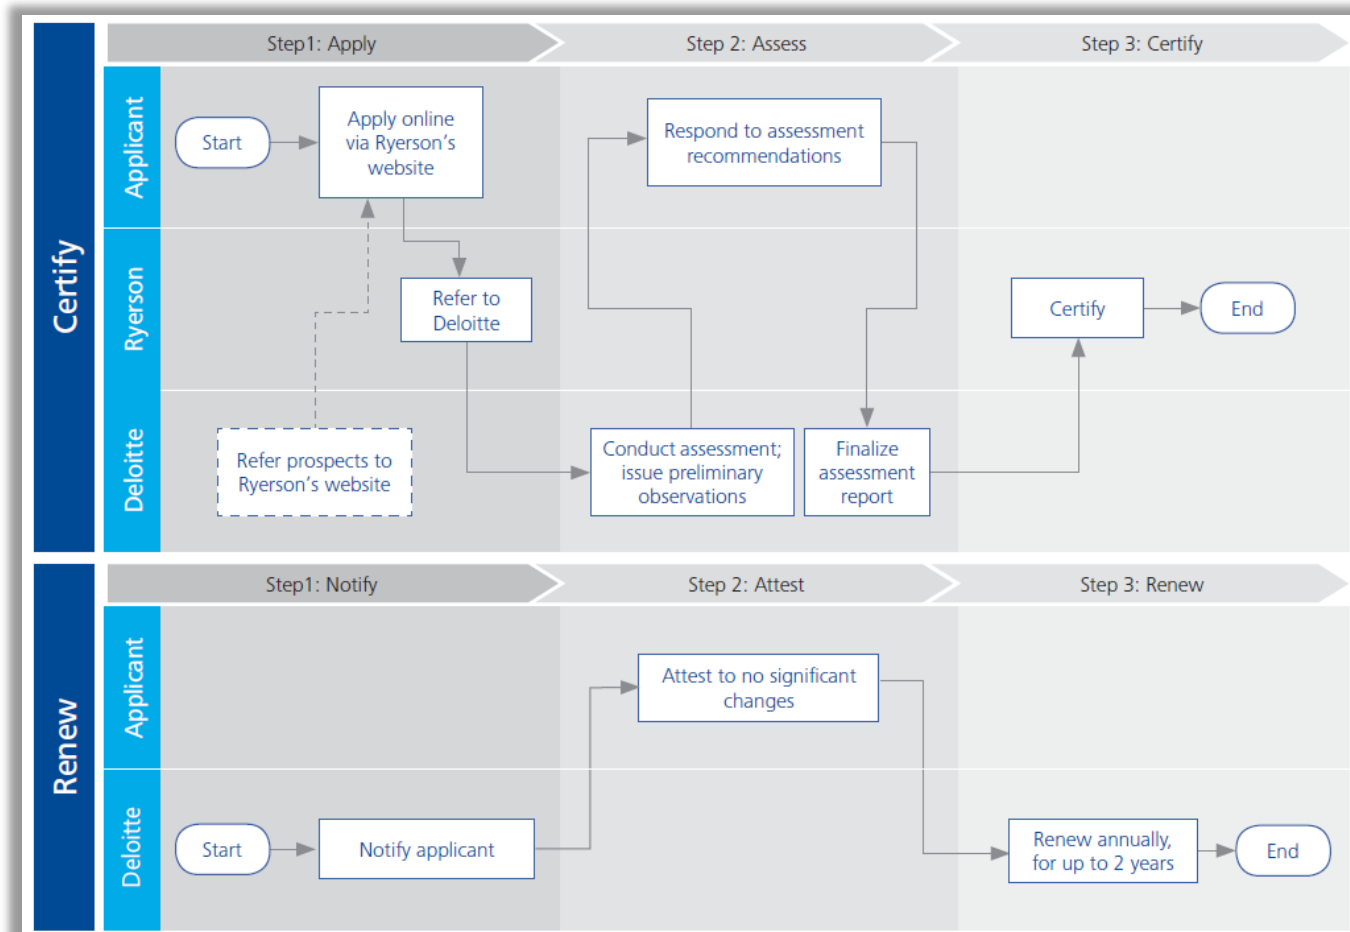 Certify
Step1: Apply
Step 2: Assess
Step 3: Certify
Applicant
Start
Apply online
via Ryerson's
website
Respond to assessment
recommendations
Ryerson
Refer to
Deloitte
Certify
End
Deloitte
Refer prospects to
Ryerson's website
Conduct assessment;
issue preliminary
observations
Finalize
assessment
report
Renew
Step1: Notify
Step 2: Attest
Step 3: Renew
Applicant
Attest to no significant
changes
Deloitte
Start
Notify applicant
Renew annually,
for up to 2 years
End